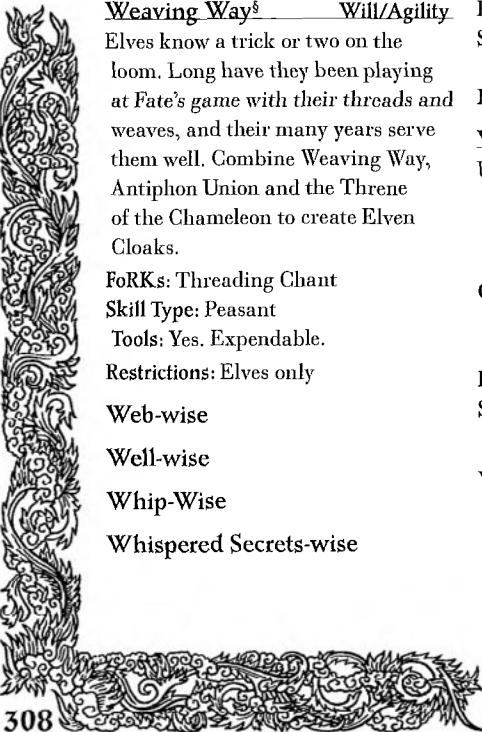 Weaving Way§ Will/Agility
Elves know a trick or two on the
loom. Long have they been playing
at Fate's game with their threads and
weaves, and their many years serve
them well. Combine Weaving Way,
Antiphon Union and the Threne
of the Chameleon to create Elven
Cloaks.
FoRKs: Threading Chant
Skill Type: Peasant
Tools: Yes. Expendable.
Restrictions: Elves only
Web-wise
Well-wise
Whip-Wise
Whispered Secrets-wise
308